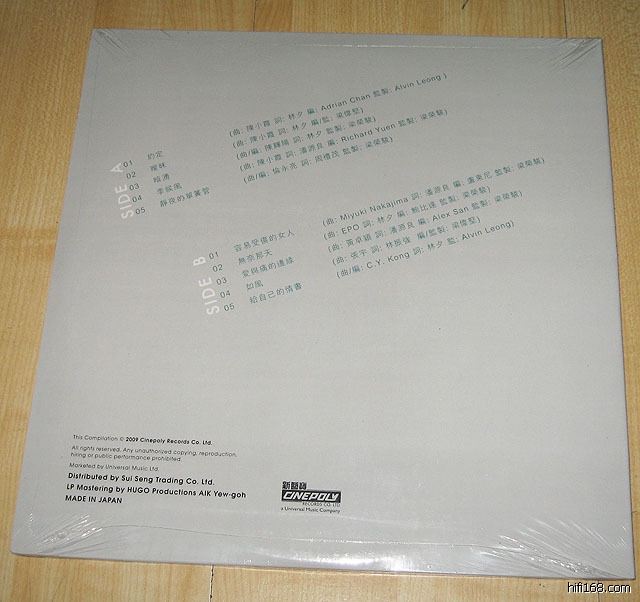 SIDE A
01 約定 (曲: 陳小霞 詞: 林夕 編: Adrian Chan 監製: Alvin Leong )
02 曖昧 (曲: 陳小霞 詞: 林夕 編/監: 梁偉堅)
03 暗湧 (曲/編: 陳輝陽 詞: 林夕 監製: 梁榮駿)
04 季候風 (曲: 陳小霞 詞: 潘源良 編: Richard Yuen 監製: 梁榮駿)
05 靜夜的單簧管 (曲/編: 倫永亮 詞: 周禮茂 監製: 梁榮駿)
SIDE B
01 容易受傷的女人 (曲: Miyuki Nakajima 詞: 潘源良 編: 盧東尼 監製: 梁榮駿)
02 無奈那天 (曲: EPO 詞: 林夕 編: 鮑比達 監製: 梁榮駿)
03 愛與痛的邊緣 (曲: 黃卓穎 詞: 潘源良 編: Alex San 監製: 梁榮駿)
04 如風 (曲: 張宇 詞: 林振強 編/監製: 梁偉堅)
05 給自己的情書 (曲/編: C.Y. Kong 詞: 林夕 監: Alvin Leong)
This Compilation © 2009 Cinepoly Records Co. Ltd.
All rights reserved. Any unauthorized copying, reproduction,
hiring or public performance prohibited.
Marketed by Universal Music Ltd.
Distributed by Sui Seng Trading Co. Ltd.
LP Mastering by HUGO Productions AIK Yew-goh
MADE IN JAPAN
新藝寶
CINEPOLY
RECORDS CO. LTD
a Universal Music Company
hifi168.com